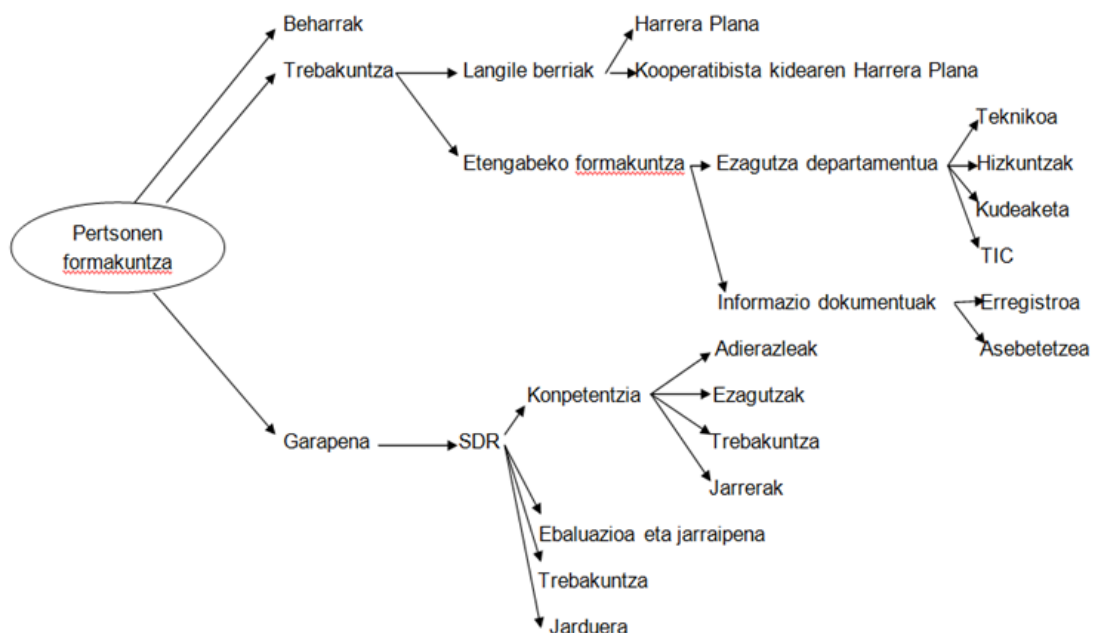 Beharrak
Harrera Plana
Trebakuntza
Langile berriak
Kooperatibista kidearen Harrera Plana
Teknikoa
Etengabeko formakuntza
Ezagutza departamentua
Hizkuntzak
Kudeaketa
Pertsonen
formakuntza
TIC
Informazio dokumentuak
Erregistroa
Adierazleak
Asebetetzea
Konpetentzia
Ezagutzak
Garapena
SDR
Trebakuntza
Jarrerak
Ebaluazioa eta jarraipena
Trebakuntza
Jarduera